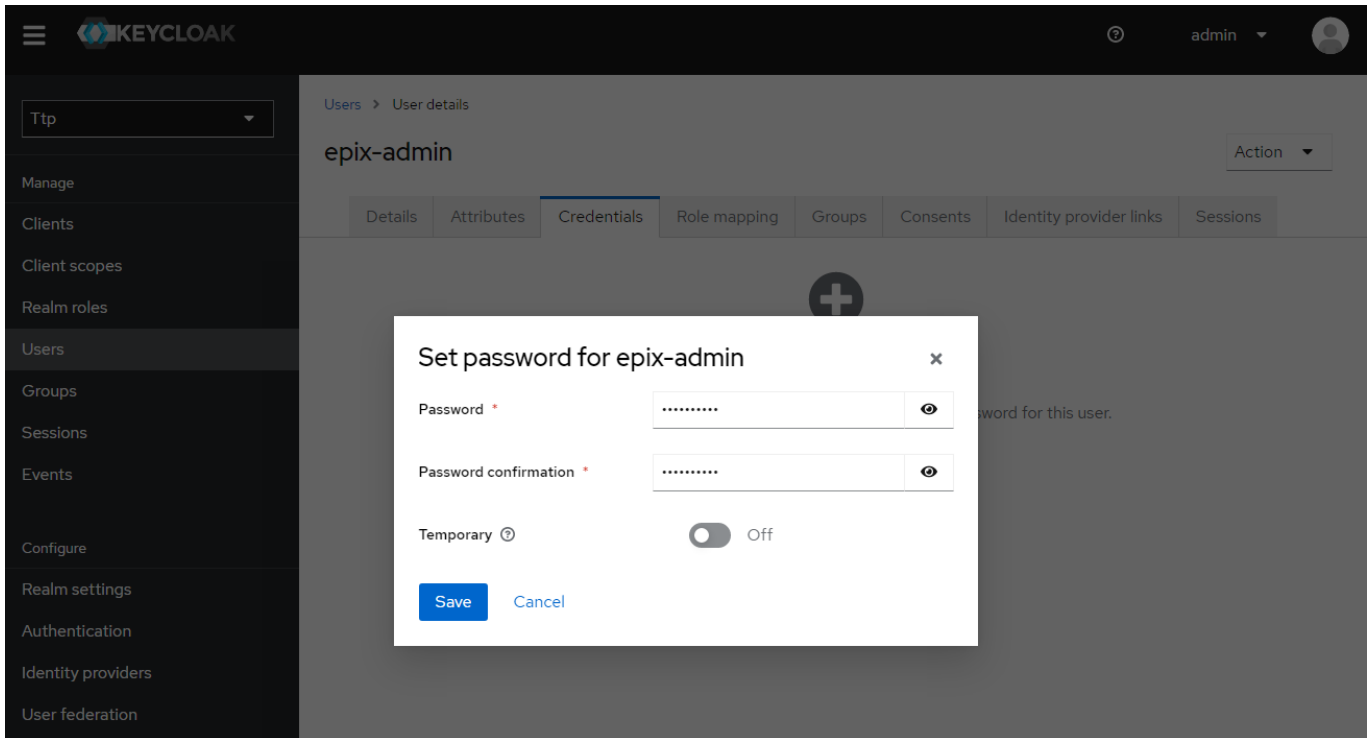 KEYCLOAK
admin
Ttp
Manage
Clients
Client scopes
Realm roles
Users
Groups
Sessions
Events
Configure
Realm settings
Authentication
Identity providers
User federation
Users > User details
epix-admin
Action
Details Attributes Credentials Role mapping Groups Consents Identity provider links Sessions
for this user.
Set password for epix-admin
Password *
Password confirmation *
Temporary
Off
Save Cancel